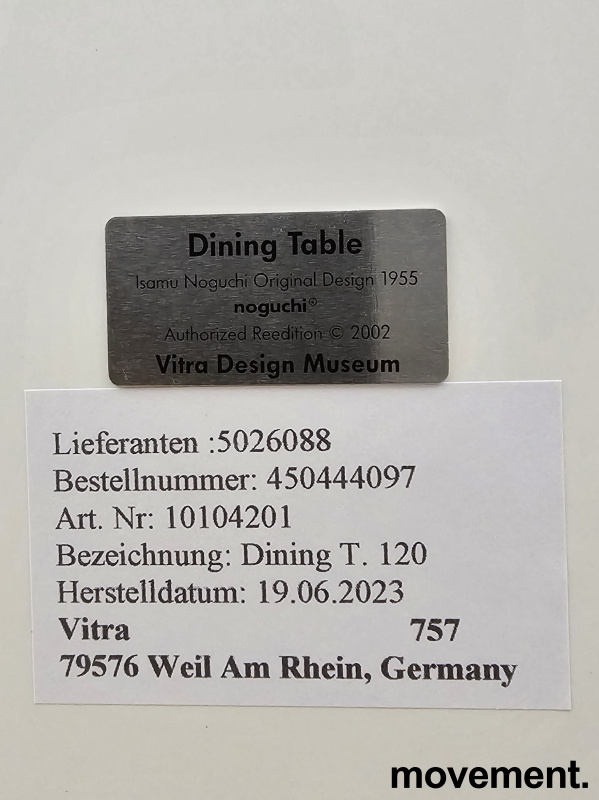 Dining Table
Isamu Noguchi Original Design 1955
noguchi®
Authorized Reedition © 2002
Vitra Design Museum
Lieferanten :5026088
Bestellnummer: 450444097
Art. Nr: 10104201
Bezeichnung: Dining T. 120
Herstelldatum: 19.06.2023
Vitra 757
79576 Weil Am Rhein, Germany
movement.